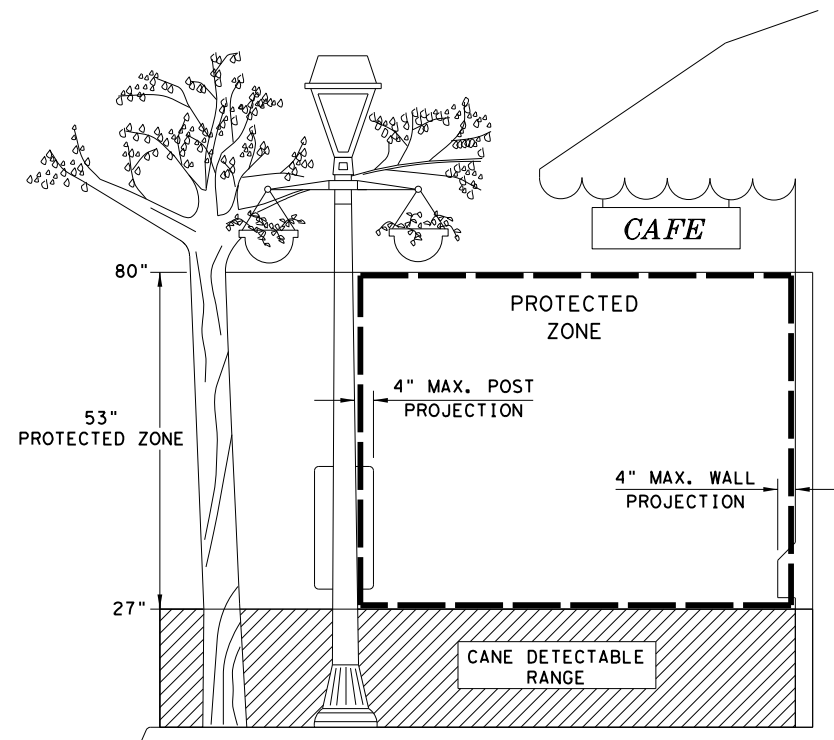 CAFE
80"
PROTECTED
ZONE
4" MAX. POST
PROJECTION
53"
PROTECTED ZONE
4" MAX. WALL
PROJECTION
27"
CANE DETECTABLE
RANGE